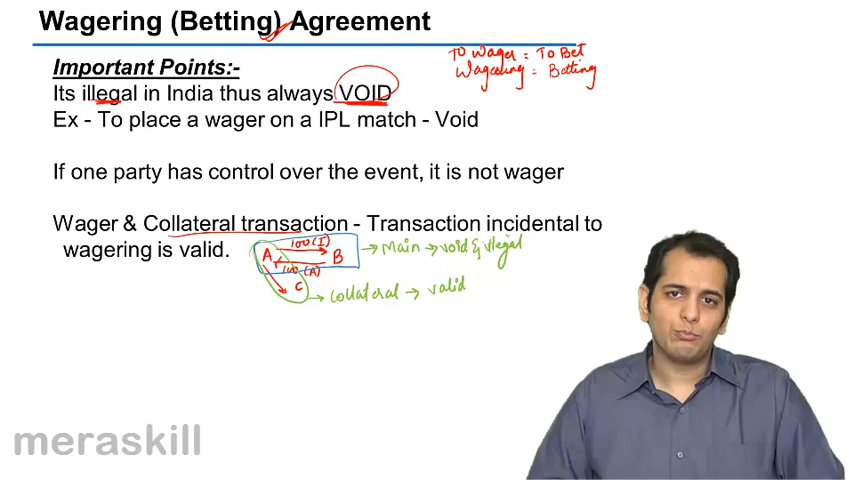 Wagering (Betting) Agreement
To Wager = To Bet
Wagering = Betting
Important Points:-
Its illegal in India thus always VOID
Ex - To place a wager on a IPL match - Void
If one party has control over the event, it is not wager
Wager & Collateral transaction - Transaction incidental to
wagering is valid.
100 (I)
A B → Main → void & illegal
100 (A)
C → Collateral → valid
meraskill